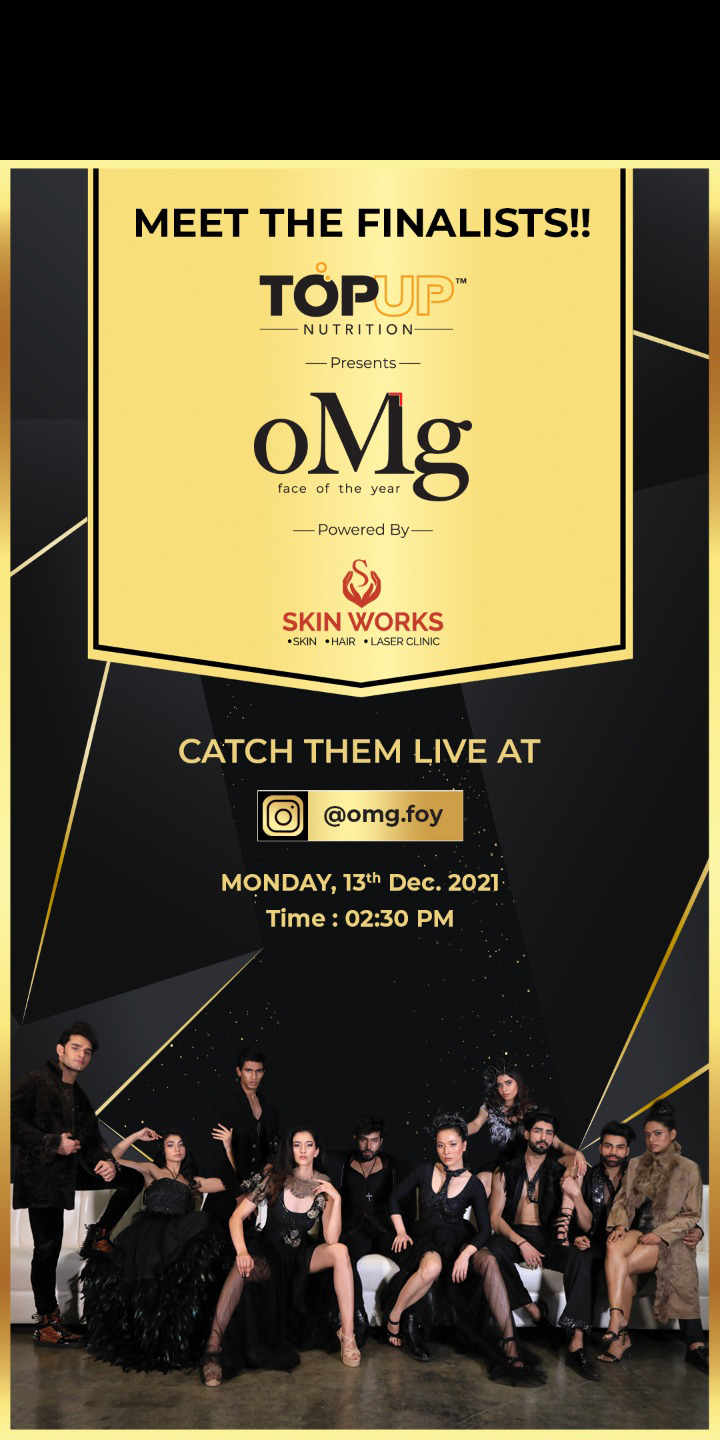 MEET THE FINALISTS!!
TOPUP™
NUTRITION
Presents
oMg
face of the year
Powered By
S
SKIN WORKS
•SKIN •HAIR •LASER CLINIC
CATCH THEM LIVE AT
@omg.foy
MONDAY, 13th Dec. 2021
Time : 02:30 PM